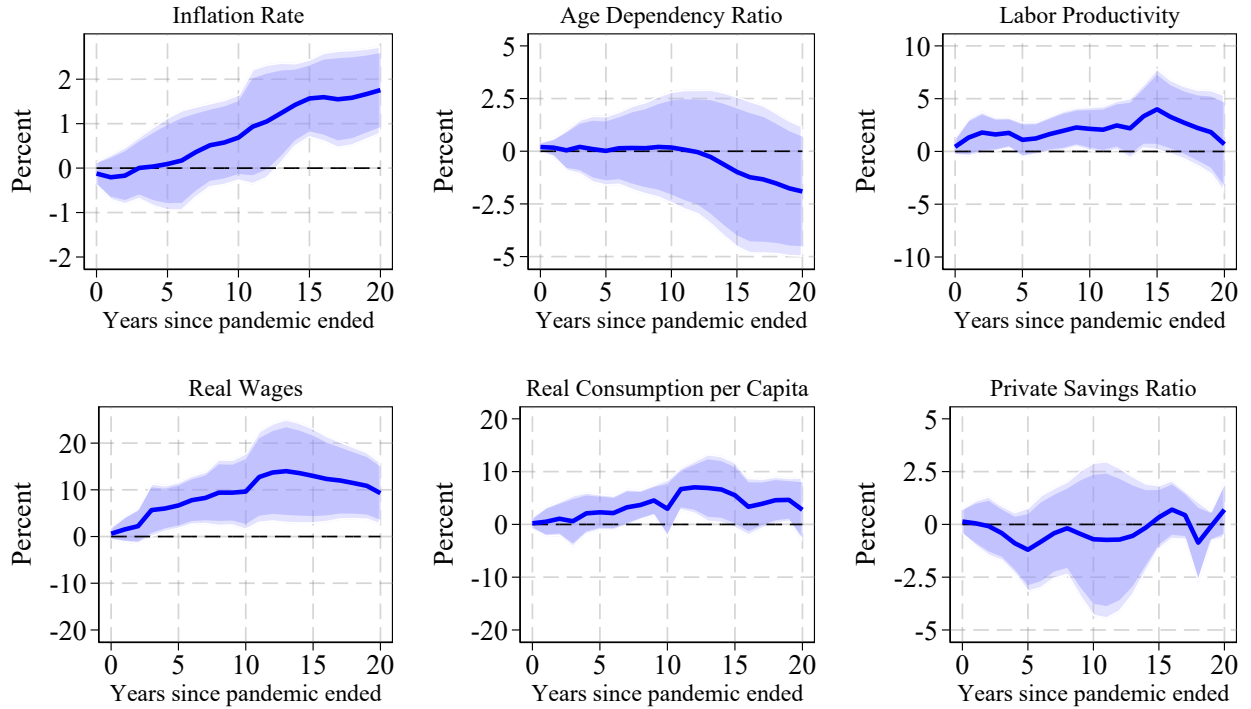 Inflation Rate
Percent
2
1
0
-1
-2
0 5 10 15 20
Years since pandemic ended
Age Dependency Ratio
Percent
5
2.5
0
-2.5
-5
0 5 10 15 20
Years since pandemic ended
Labor Productivity
Percent
10
5
0
-5
-10
0 5 10 15 20
Years since pandemic ended
Real Wages
Percent
20
10
0
-10
-20
0 5 10 15 20
Years since pandemic ended
Real Consumption per Capita
Percent
20
10
0
-10
-20
0 5 10 15 20
Years since pandemic ended
Private Savings Ratio
Percent
5
2.5
0
-2.5
-5
0 5 10 15 20
Years since pandemic ended